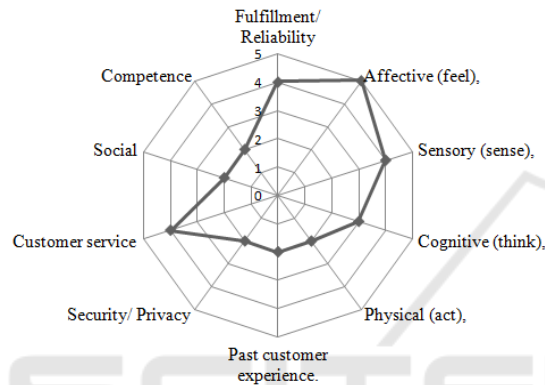 Fulfillment/
Reliability
Affective (feel),
Sensory (sense),
Cognitive (think),
Physical (act),
Past customer
experience.
Security/ Privacy
Customer service
Social
Competence
5
4
3
2
1
0